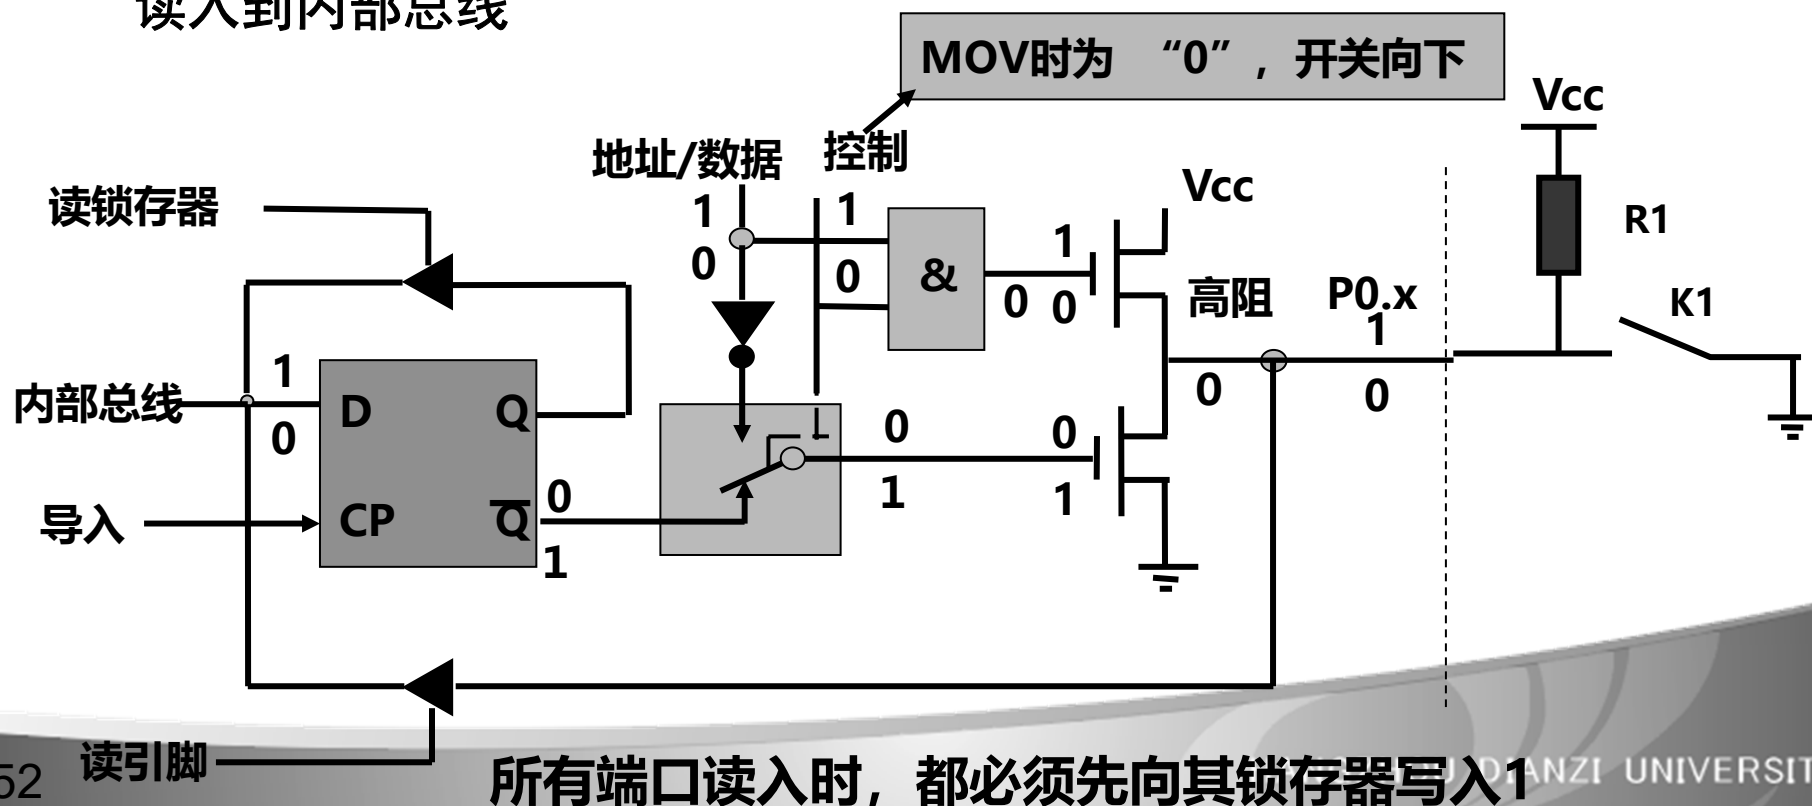 读入到内部总线
MOV时为 “0”，开关向下
Vcc
地址/数据 控制
Vcc
读锁存器
1 1
0 0
&
1
0 0
R1
高阻 P0.x
1
K1
0 0
内部总线
1
0
D Q
CP Q
0
1
0
1
0
1
导入
读引脚
52
所有端口读入时，都必须先向其锁存器写入1
DIANZI UNIVERSIT